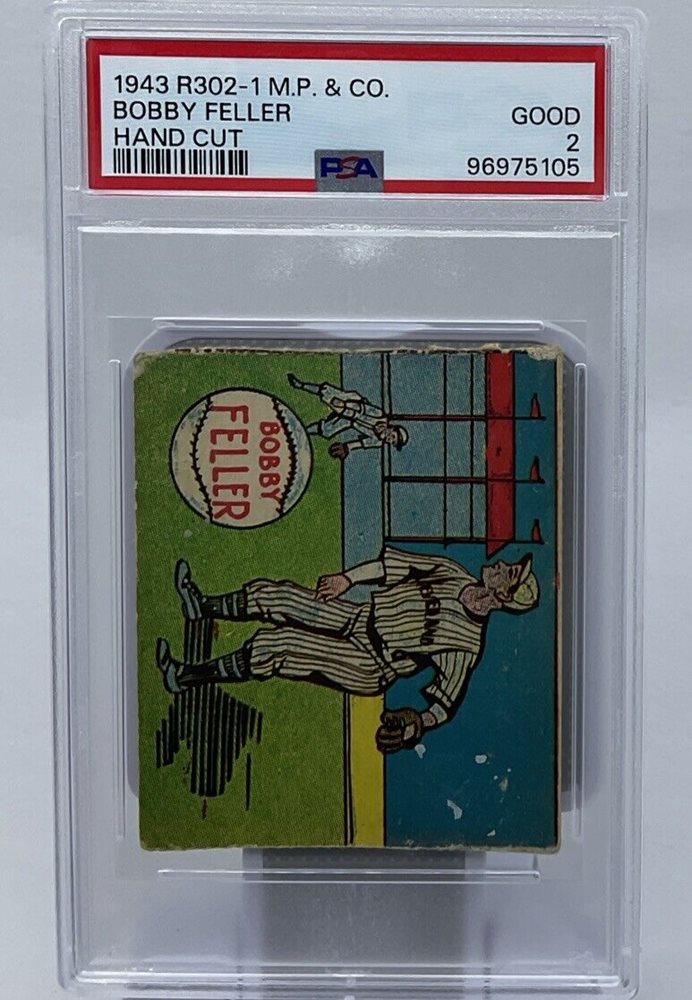 1943 R302-1 M.P. & CO.
BOBBY FELLER GOOD
HAND CUT 2
PSA 96975105
BOBBY
FELLER